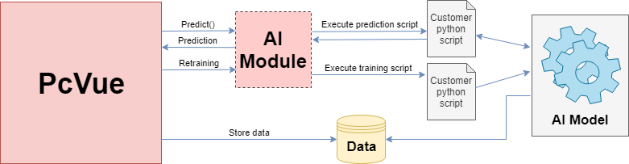 PcVue
Predict()
Prediction
Retraining
AI
Module
Execute prediction script
Execute training script
Customer
python
script
Customer
python
script
AI Model
Store data
Data